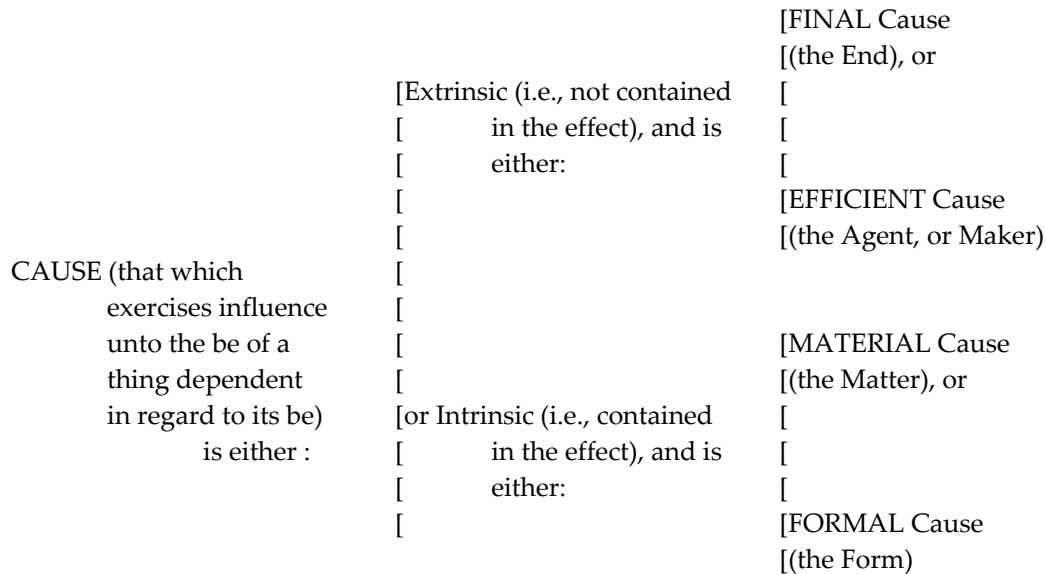 [FINAL Cause
[(the End), or
[Extrinsic (i.e., not contained [
[ in the effect), and is [
[ either: [
[ [EFFICIENT Cause
[ [(the Agent, or Maker)
CAUSE (that which [
exercises influence [
unto the be of a [ [MATERIAL Cause
thing dependent [ [(the Matter), or
in regard to its be) [or Intrinsic (i.e., contained [
is either : [ in the effect), and is [
[ either: [
[ [FORMAL Cause
[(the Form)